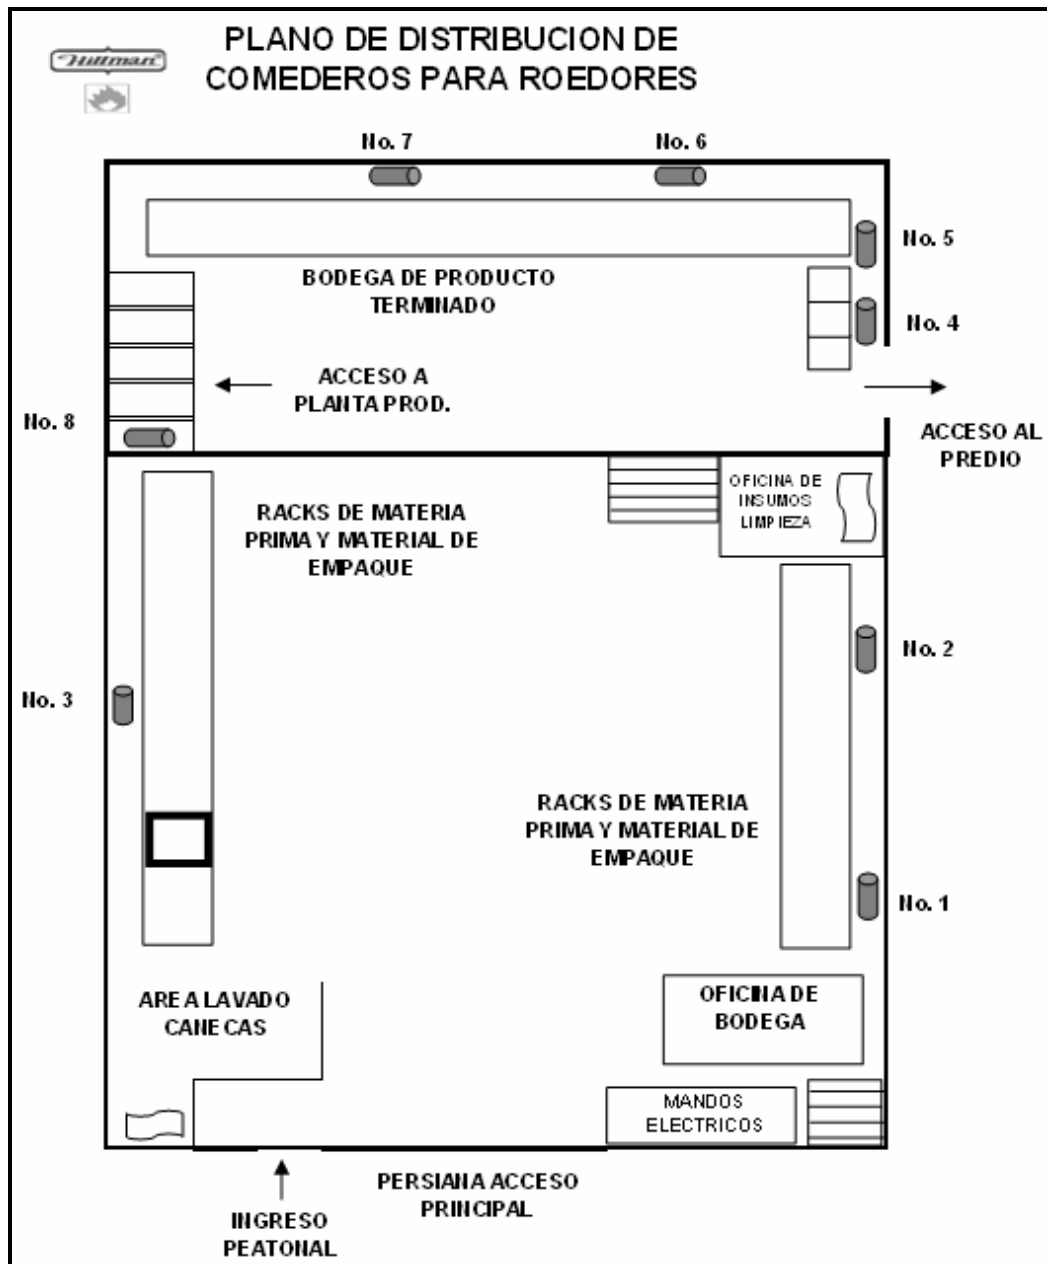 PLANO DE DISTRIBUCION DE
COMEDEROS PARA ROEDORES
Hillman
No. 7
No. 6
No. 5
BODEGA DE PRODUCTO
TERMINADO
No. 4
ACCESO A
PLANTA PROD.
No. 8
ACCESO AL
PREDIO
OFICINA DE
INSUMOS
LIMPIEZA
RACKS DE MATERIA
PRIMA Y MATERIAL DE
EMPAQUE
No. 2
No. 3
RACKS DE MATERIA
PRIMA Y MATERIAL DE
EMPAQUE
No. 1
AREA LAVADO
CANECAS
OFICINA DE
BODEGA
MANDOS
ELECTRICOS
PERSIANA ACCESO
PRINCIPAL
INGRESO
PEATONAL